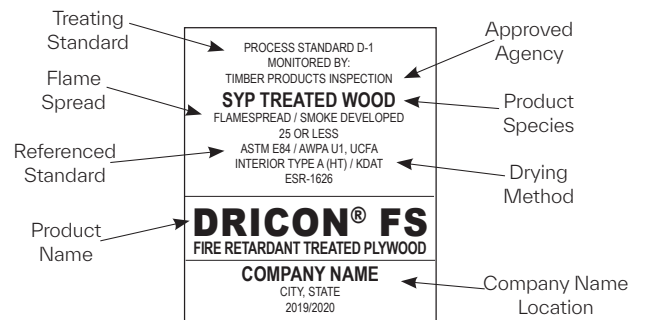 Treating
Standard
Flame
Spread
Referenced
Standard
Product
Name
PROCESS STANDARD D-1
MONITORED BY:
TIMBER PRODUCTS INSPECTION
SYP TREATED WOOD
FLAMESPREAD / SMOKE DEVELOPED
25 OR LESS
ASTM E84 / AWPA U1, UCFA
INTERIOR TYPE A (HT) / KDAT
ESR-1626
DRICON® FS
FIRE RETARDANT TREATED PLYWOOD
COMPANY NAME
CITY, STATE
2019/2020
Approved
Agency
Product
Species
Drying
Method
Company Name
Location